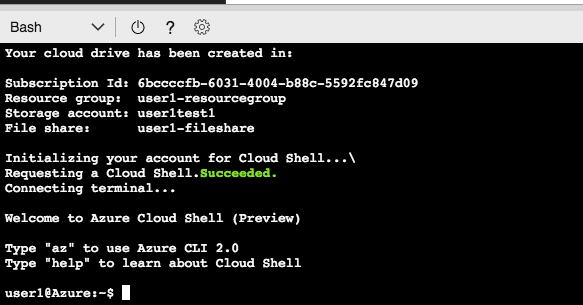 Bash ?
Your cloud drive has been created in:
Subscription Id: 6bccccfb-6031-4004-b88c-5592fc847d09
Resource group: user1-resourcegroup
Storage account: user1test1
File share: user1-fileshare
Initializing your account for Cloud Shell...\
Requesting a Cloud Shell.Succeeded.
Connecting terminal...
Welcome to Azure Cloud Shell (Preview)
Type "az" to use Azure CLI 2.0
Type "help" to learn about Cloud Shell
user1@Azure:~$